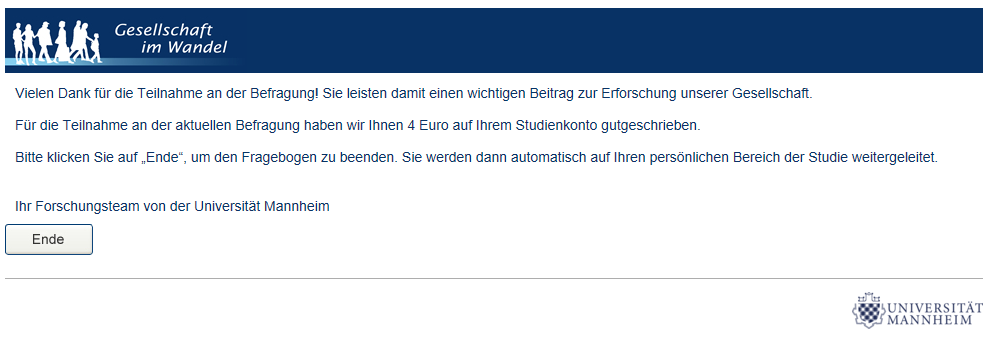 Gesellschaft
im Wandel
Vielen Dank für die Teilnahme an der Befragung! Sie leisten damit einen wichtigen Beitrag zur Erforschung unserer Gesellschaft.
Für die Teilnahme an der aktuellen Befragung haben wir Ihnen 4 Euro auf Ihrem Studienkonto gutgeschrieben.
Bitte klicken Sie auf „Ende“, um den Fragebogen zu beenden. Sie werden dann automatisch auf Ihren persönlichen Bereich der Studie weitergeleitet.
Ihr Forschungsteam von der Universität Mannheim
Ende
UNIVERSITÄT
MANNHEIM